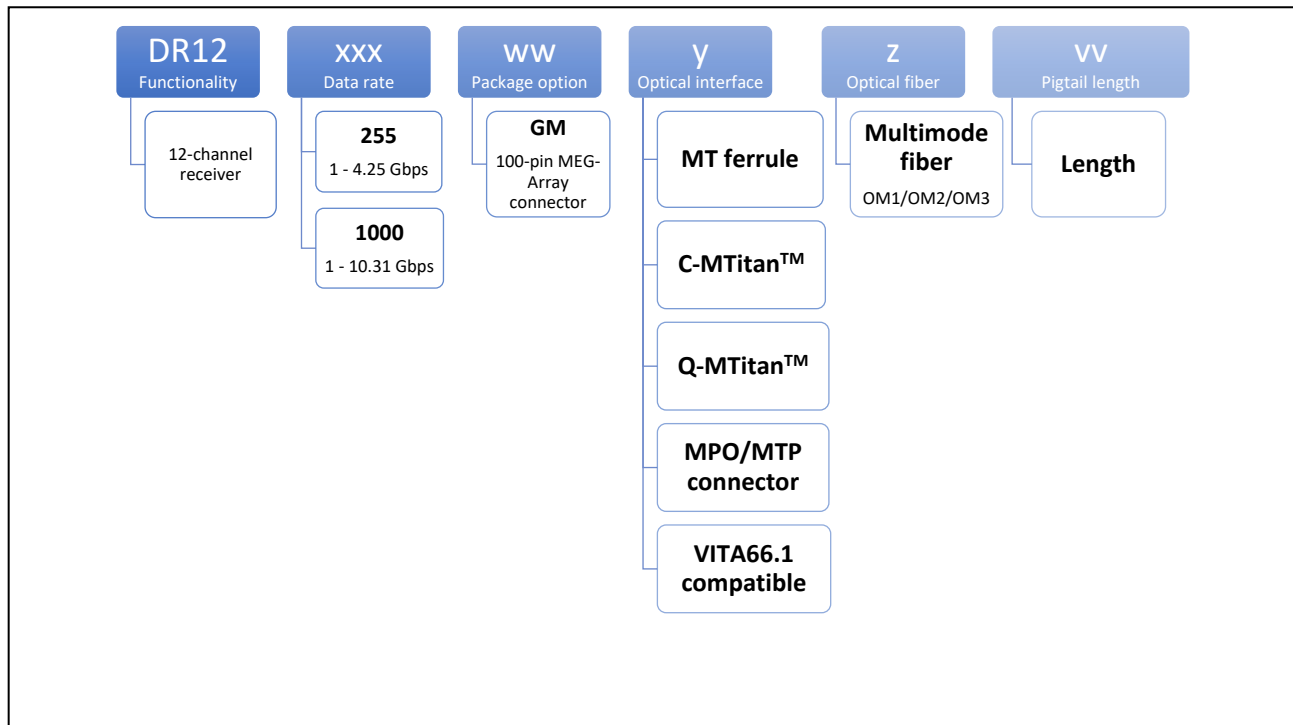 DR12
Functionality
12-channel
receiver
xxx
Data rate
255
1 - 4.25 Gbps
1000
1 - 10.31 Gbps
ww
Package option
GM
100-pin MEG-
Array
connector
y
Optical interface
MT ferrule
C-MTitan™
Q-MTitan™
MPO/MTP
connector
VITA66.1
compatible
z
Optical fiber
Multimode
fiber
OM1/OM2/OM3
vv
Pigtail length
Length